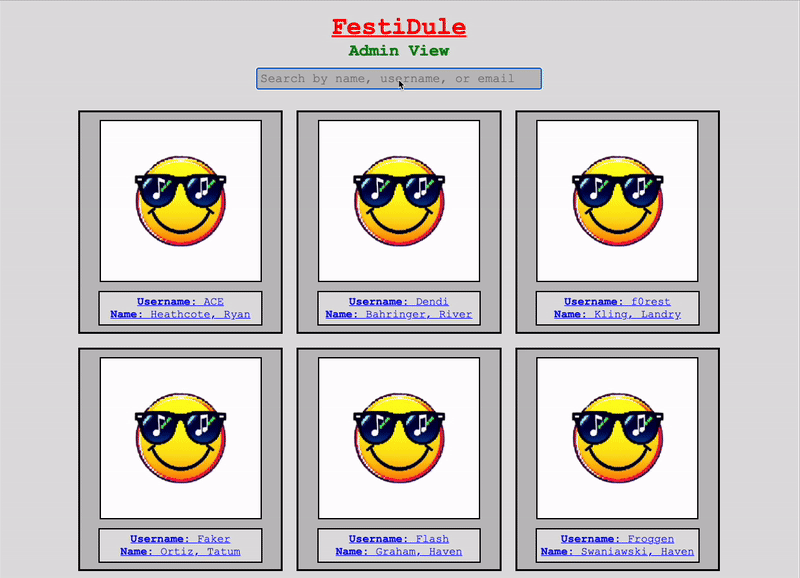 FestiDule
Admin View
Search by name, username, or email
Username: ACE
Name: Heathcote, Ryan
Username: Dendi
Name: Bahringer, River
Username: f0rest
Name: Kling, Landry
Username: Faker
Name: Ortiz, Tatum
Username: Flash
Name: Graham, Haven
Username: Froggen
Name: Swaniawski, Haven